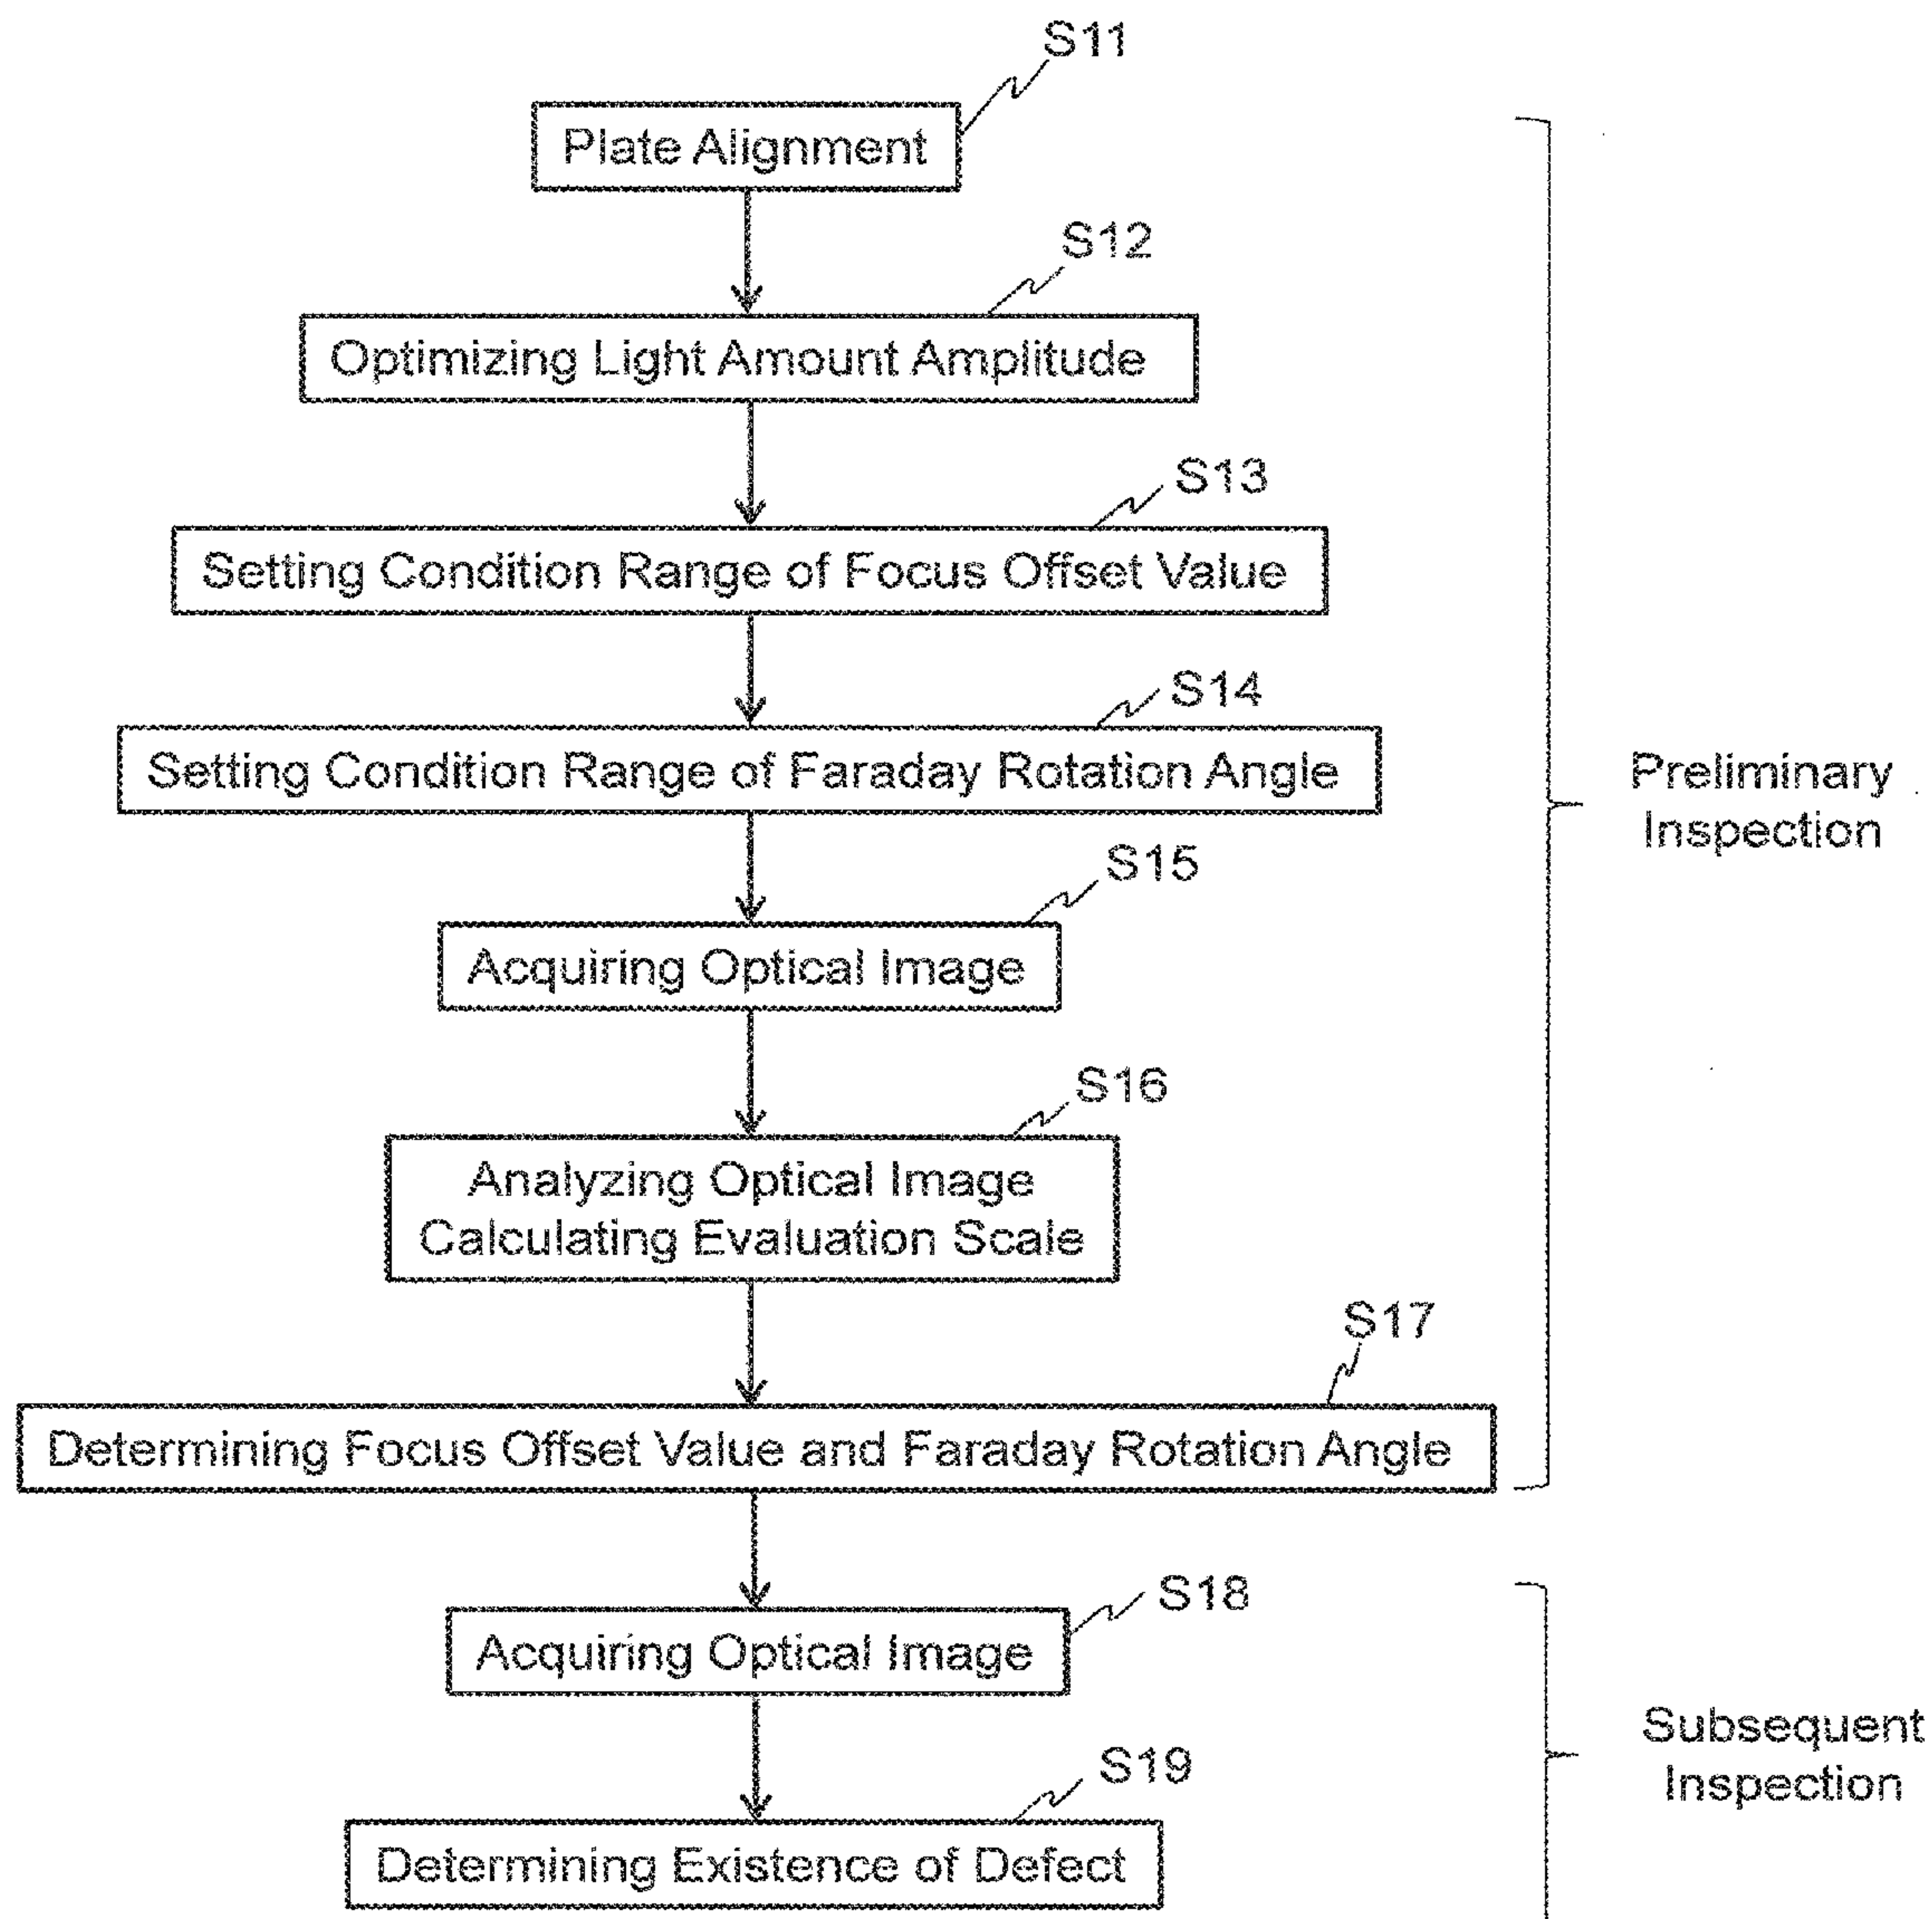 S11
Plate Alignment
S12
Optimizing Light Amount Amplitude
S13
Setting Condition Range of Focus Offset Value
S14
Setting Condition Range of Faraday Rotation Angle
Preliminary
Inspection
S15
Acquiring Optical Image
S16
Analyzing Optical Image
Calculating Evaluation Scale
S17
Determining Focus Offset Value and Faraday Rotation Angle
S18
Acquiring Optical Image
Subsequent
Inspection
S19
Determining Existence of Defect